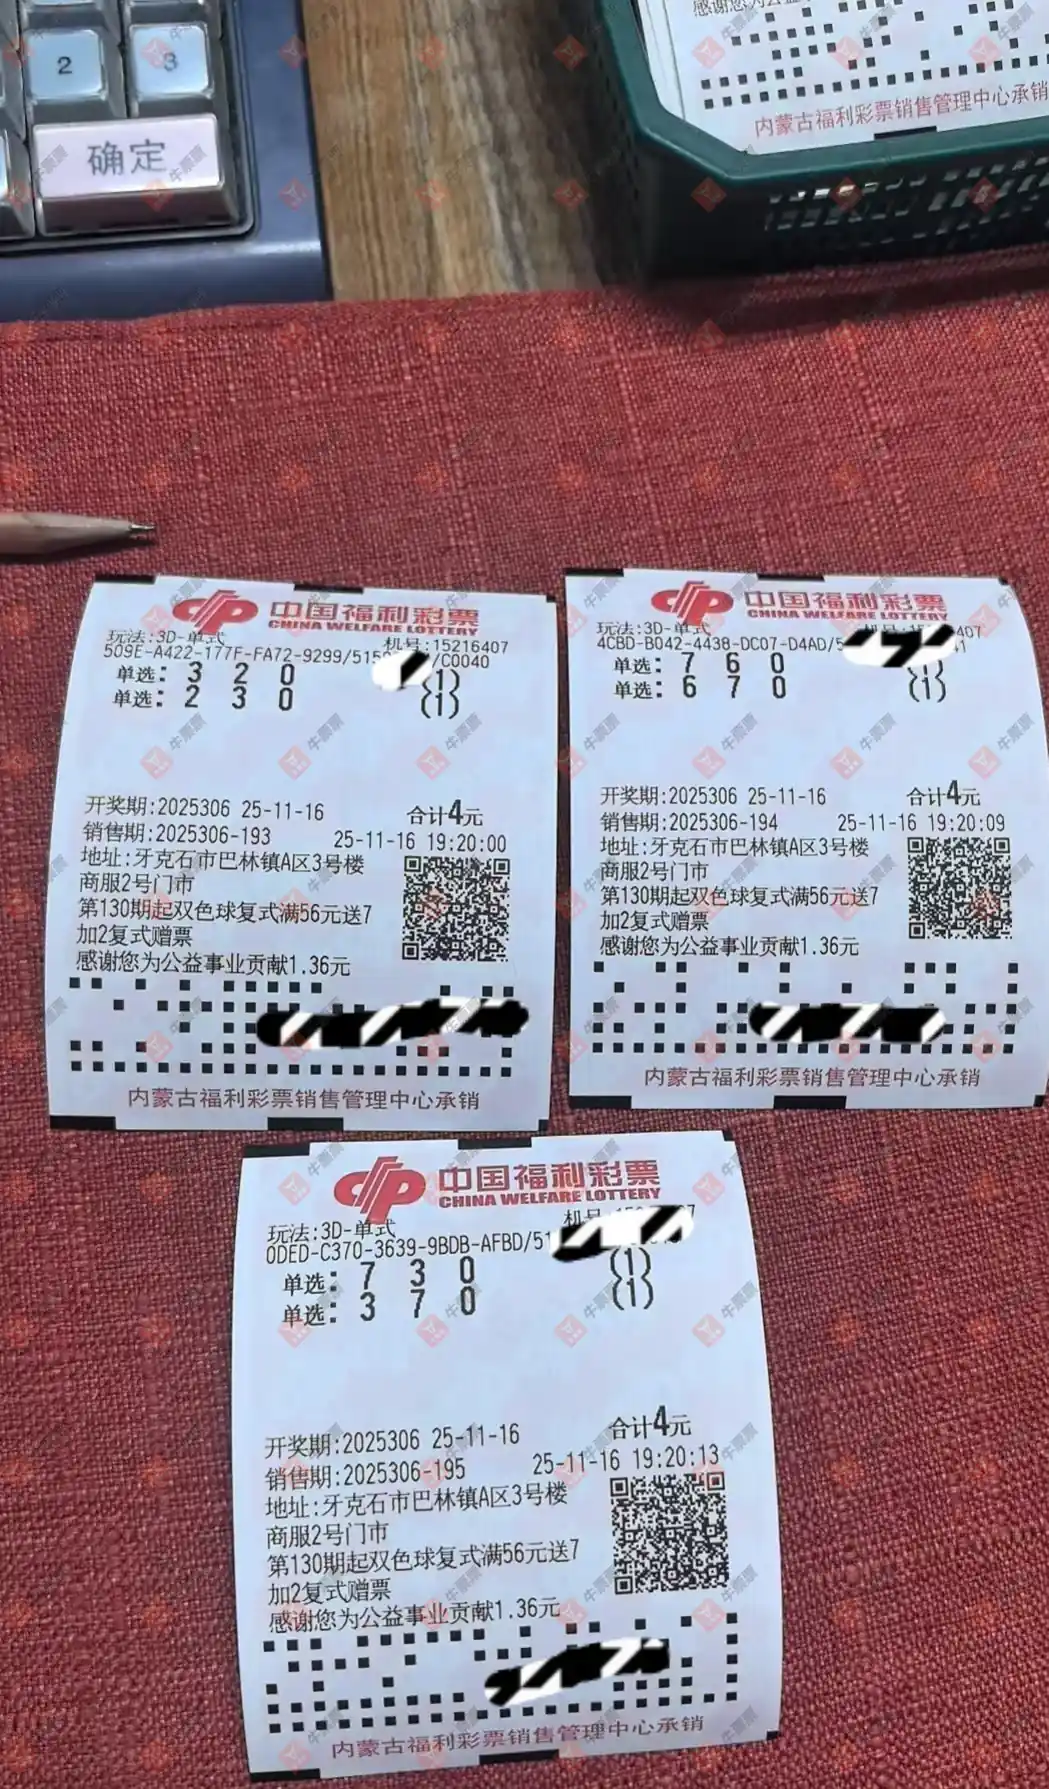 2
3
确定
感谢您为公益
内蒙古福利彩票销售管理中心承销
中国福利彩票
CHINA WELFARE LOTTERY
玩法:3D-单式
机号:15216407
509E-A422-177F-FA72-9299/515 /C0040
单选: 3 2 0 (1)
单选: 2 3 0 (1)
开奖期:2025306 25-11-16 合计4元
销售期:2025306-193 25-11-16 19:20:00
地址:牙克石市巴林镇A区3号楼
商服2号门市
第130期起双色球复式满56元送7
加2复式赠票
感谢您为公益事业贡献1.36元
内蒙古福利彩票销售管理中心承销
中国福利彩票
CHINA WELFARE LOTTERY
玩法:3D-单式
机号:15 407
4CBD-B042-4438-DC07-D4AD/5 41
单选: 7 6 0 (1)
单选: 6 7 0 (1)
开奖期:2025306 25-11-16 合计4元
销售期:2025306-194 25-11-16 19:20:09
地址:牙克石市巴林镇A区3号楼
商服2号门市
第130期起双色球复式满56元送7
加2复式赠票
感谢您为公益事业贡献1.36元
内蒙古福利彩票销售管理中心承销
中国福利彩票
CHINA WELFARE LOTTERY
玩法:3D-单式
机号 7
0DED-C370-3639-9BDB-AFBD/51
单选: 7 3 0 (1)
单选: 3 7 0 (1)
开奖期:2025306 25-11-16 合计4元
销售期:2025306-195 25-11-16 19:20:13
地址:牙克石市巴林镇A区3号楼
商服2号门市
第130期起双色球复式满56元送7
加2复式赠票
感谢您为公益事业贡献1.36元
内蒙古福利彩票销售管理中心承销